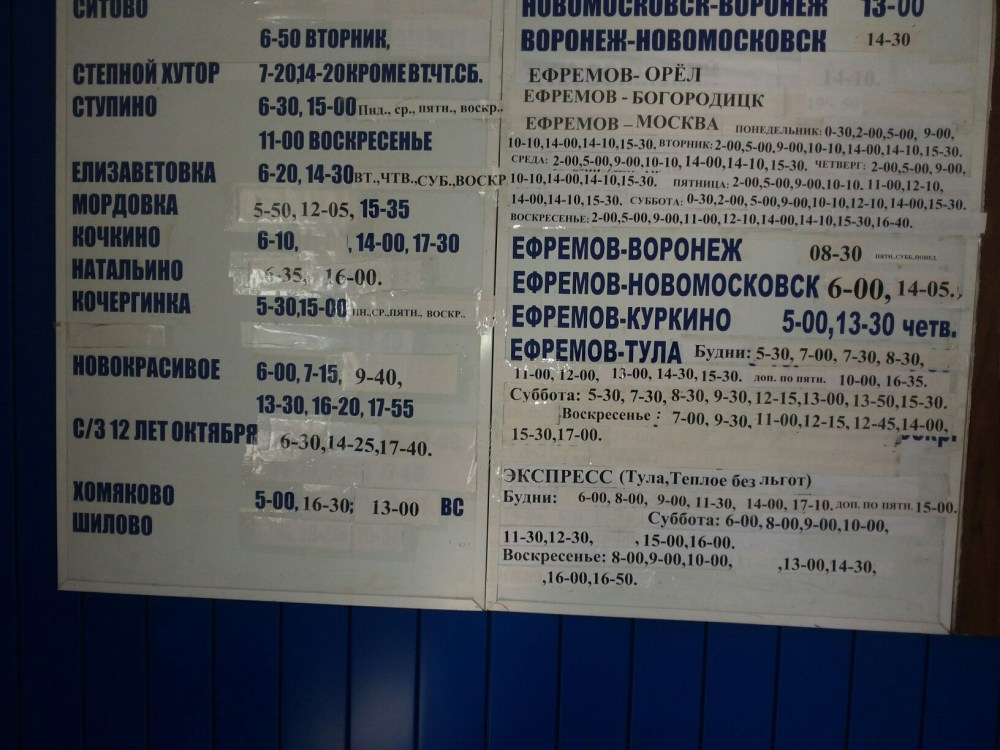 СИТОВО
6-50 ВТОРНИК,
СТЕПНОЙ ХУТОР 7-20,14-20КРОМЕ ВТ.ЧТ.СБ.
СТУПИНО 6-30, 15-00 Пнд., ср., пятн., воскр..
11-00 ВОСКРЕСЕНЬЕ
ЕЛИЗАВЕТОВКА 6-20, 14-30 ВТ.,ЧТВ.,СУБ.,ВОСКР
МОРДОВКА 5-50, 12-05, 15-35
КОЧКИНО 6-10, , 14-00, 17-30
НАТАЛЬИНО 6-35, 16-00.
КОЧЕРГИНКА 5-30,15-00 ПН.,СР.,ПЯТН., ВОСКР..
НОВОКРАСИВОЕ 6-00, 7-15, 9-40,
13-30, 16-20, 17-55
С/З 12 ЛЕТ ОКТЯБРЯ 6-30,14-25,17-40.
ХОМЯКОВО 5-00, 16-30; 13-00 ВС
ШИЛОВО
НОВОМОСКОВСК-ВОРОНЕЖ 13-00
ВОРОНЕЖ-НОВОМОСКОВСК 14-30
ЕФРЕМОВ- ОРЁЛ
ЕФРЕМОВ - БОГОРОДИЦК
ЕФРЕМОВ – МОСКВА ПОНЕДЕЛЬНИК: 0-30,2-00,5-00, 9-00,
10-10,14-00,14-10,15-30. ВТОРНИК: 2-00,5-00,9-00,10-10,14-00,14-10,15-30.
СРЕДА: 2-00,5-00,9-00,10-10, 14-00,14-10,15-30. ЧЕТВЕРГ: 2-00,5-00,9-00,
10-10,14-00,14-10,15-30. ПЯТНИЦА: 2-00,5-00,9-00,10-10. 11-00,12-10,
14-00,14-10, 15-30. СУББОТА: 0-30,2-00,5-00,9-00,10-10,12-10,14-00,15-30.
ВОСКРЕСЕНЬЕ: 2-00,5-00,9-00,11-00,12-10,14-00,14-10,15-30,16-40.
ЕФРЕМОВ-ВОРОНЕЖ 08-30 ПЯТН.,СУББ.,ПОНЕД.
ЕФРЕМОВ-НОВОМОСКОВСК 6-00, 14-05.,
ЕФРЕМОВ-КУРКИНО 5-00,13-30 четв.
ЕФРЕМОВ-ТУЛА Будни: 5-30, 7-00, 7-30, 8-30,
11-00, 12-00, 13-00, 14-30, 15-30. доп. по пятн. 10-00, 16-35.
Суббота: 5-30, 7-30, 8-30, 9-30, 12-15,13-00, 13-50,15-30.
Воскресенье : 7-00, 9-30, 11-00,12-15, 12-45,14-00,
15-30,17-00.
ЭКСПРЕСС (Тула,Теплое без льгот)
Будни: 6-00, 8-00, 9-00, 11-30, 14-00, 17-10. доп. по пятн. 15-00.
Суббота: 6-00, 8-00,9-00,10-00,
11-30,12-30, , 15-00,16-00.
Воскресенье: 8-00,9-00,10-00, ,13-00,14-30,
,16-00,16-50.